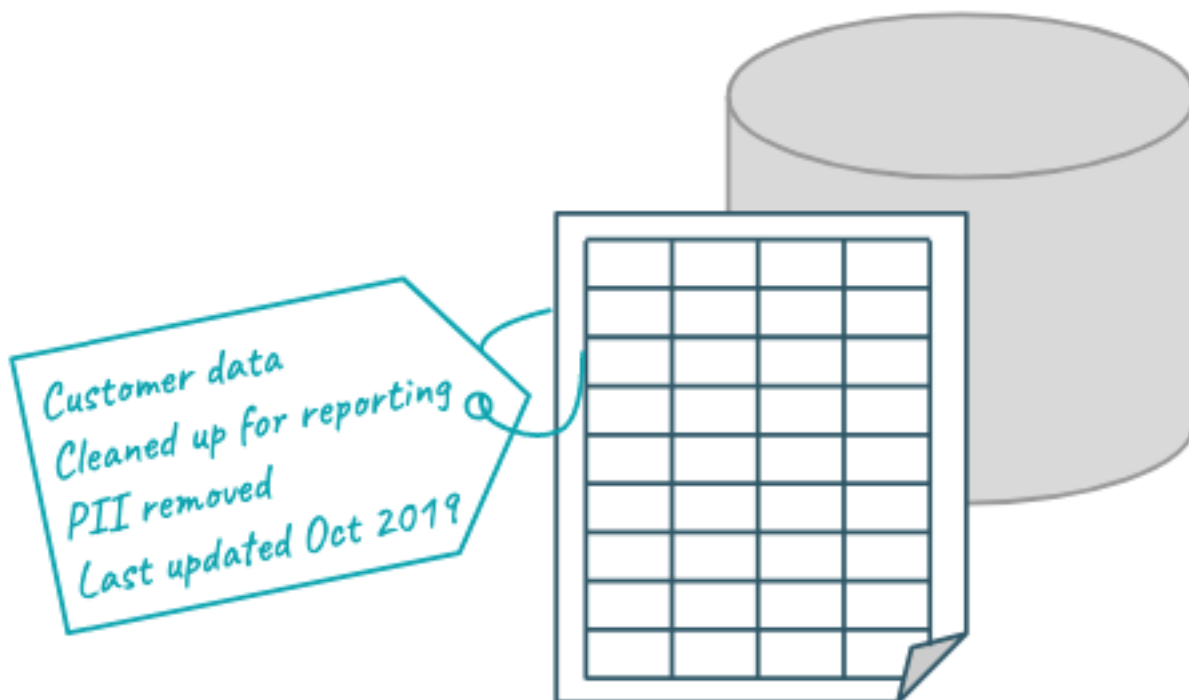 Customer data
Cleaned up for reporting
PII removed
Last updated Oct 2019